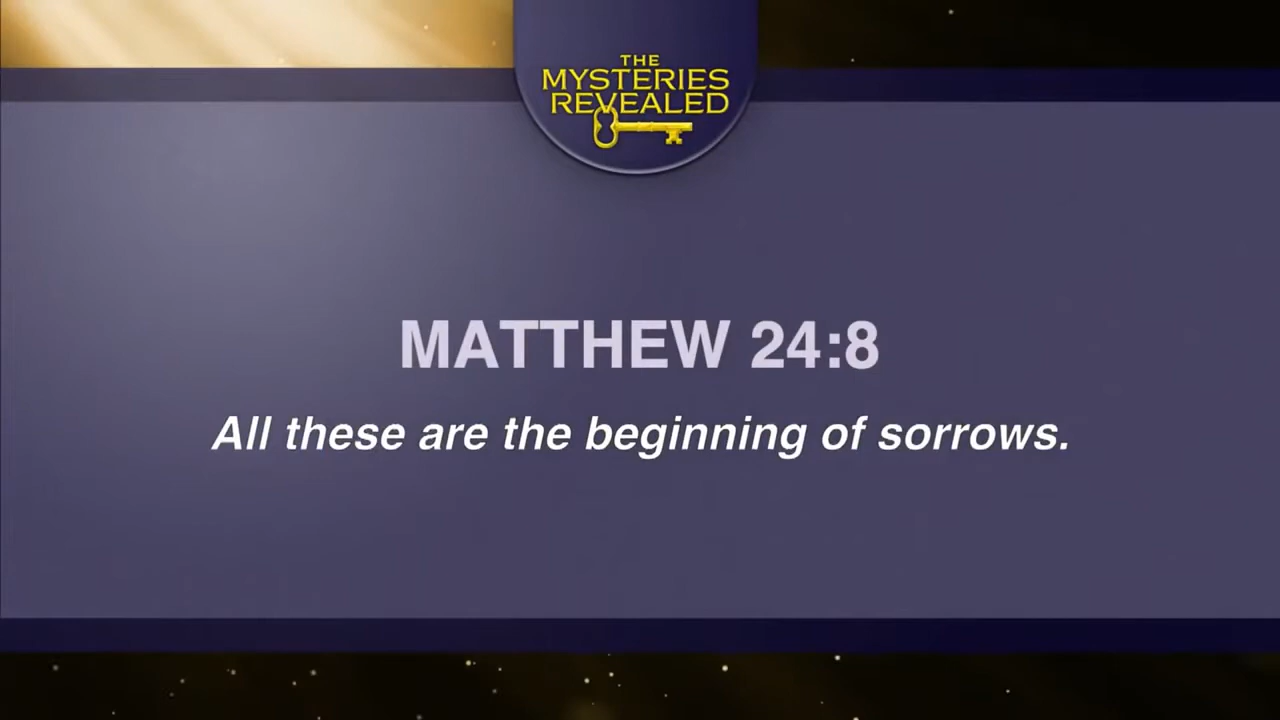 THE
MYSTERIES
REVEALED
MATTHEW 24:8
All these are the beginning of sorrows.